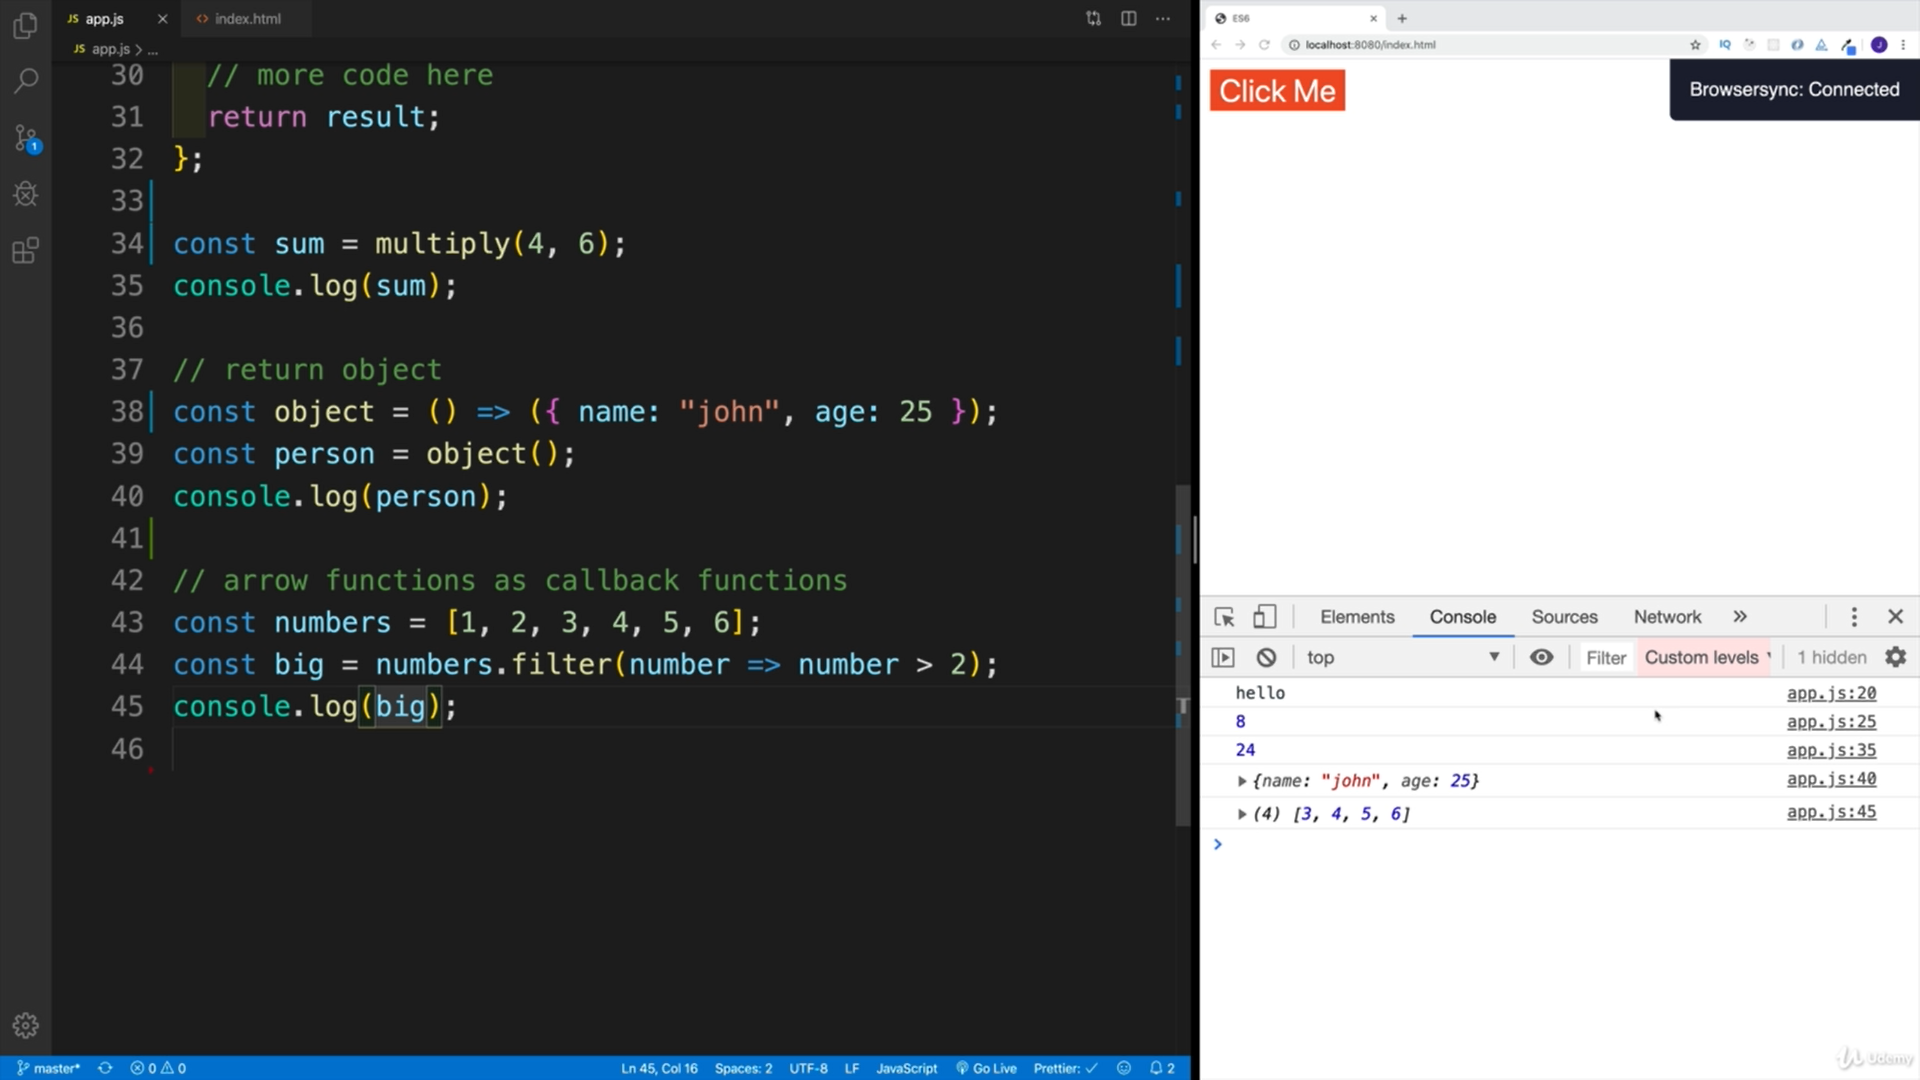 JS app.js
<> index.html
JS app.js > ...
30 // more code here
31 return result;
32 };
33
34 const sum = multiply(4, 6);
35 console.log(sum);
36
37 // return object
38 const object = () => ({ name: "john", age: 25 });
39 const person = object();
40 console.log(person);
41
42 // arrow functions as callback functions
43 const numbers = [1, 2, 3, 4, 5, 6];
44 const big = numbers.filter(number => number > 2);
45 console.log(big);
46
1
master* 0 0 Ln 45, Col 16 Spaces: 2 UTF-8 LF JavaScript Go Live Prettier: ✓ 2
ES6
localhost:8080/index.html
IQ
J
Click Me
Browsersync: Connected
Elements Console Sources Network »
top Filter Custom levels 1 hidden
hello app.js:20
8 app.js:25
24 app.js:35
{name: "john", age: 25} app.js:40
(4) [3, 4, 5, 6] app.js:45
>
Udemy